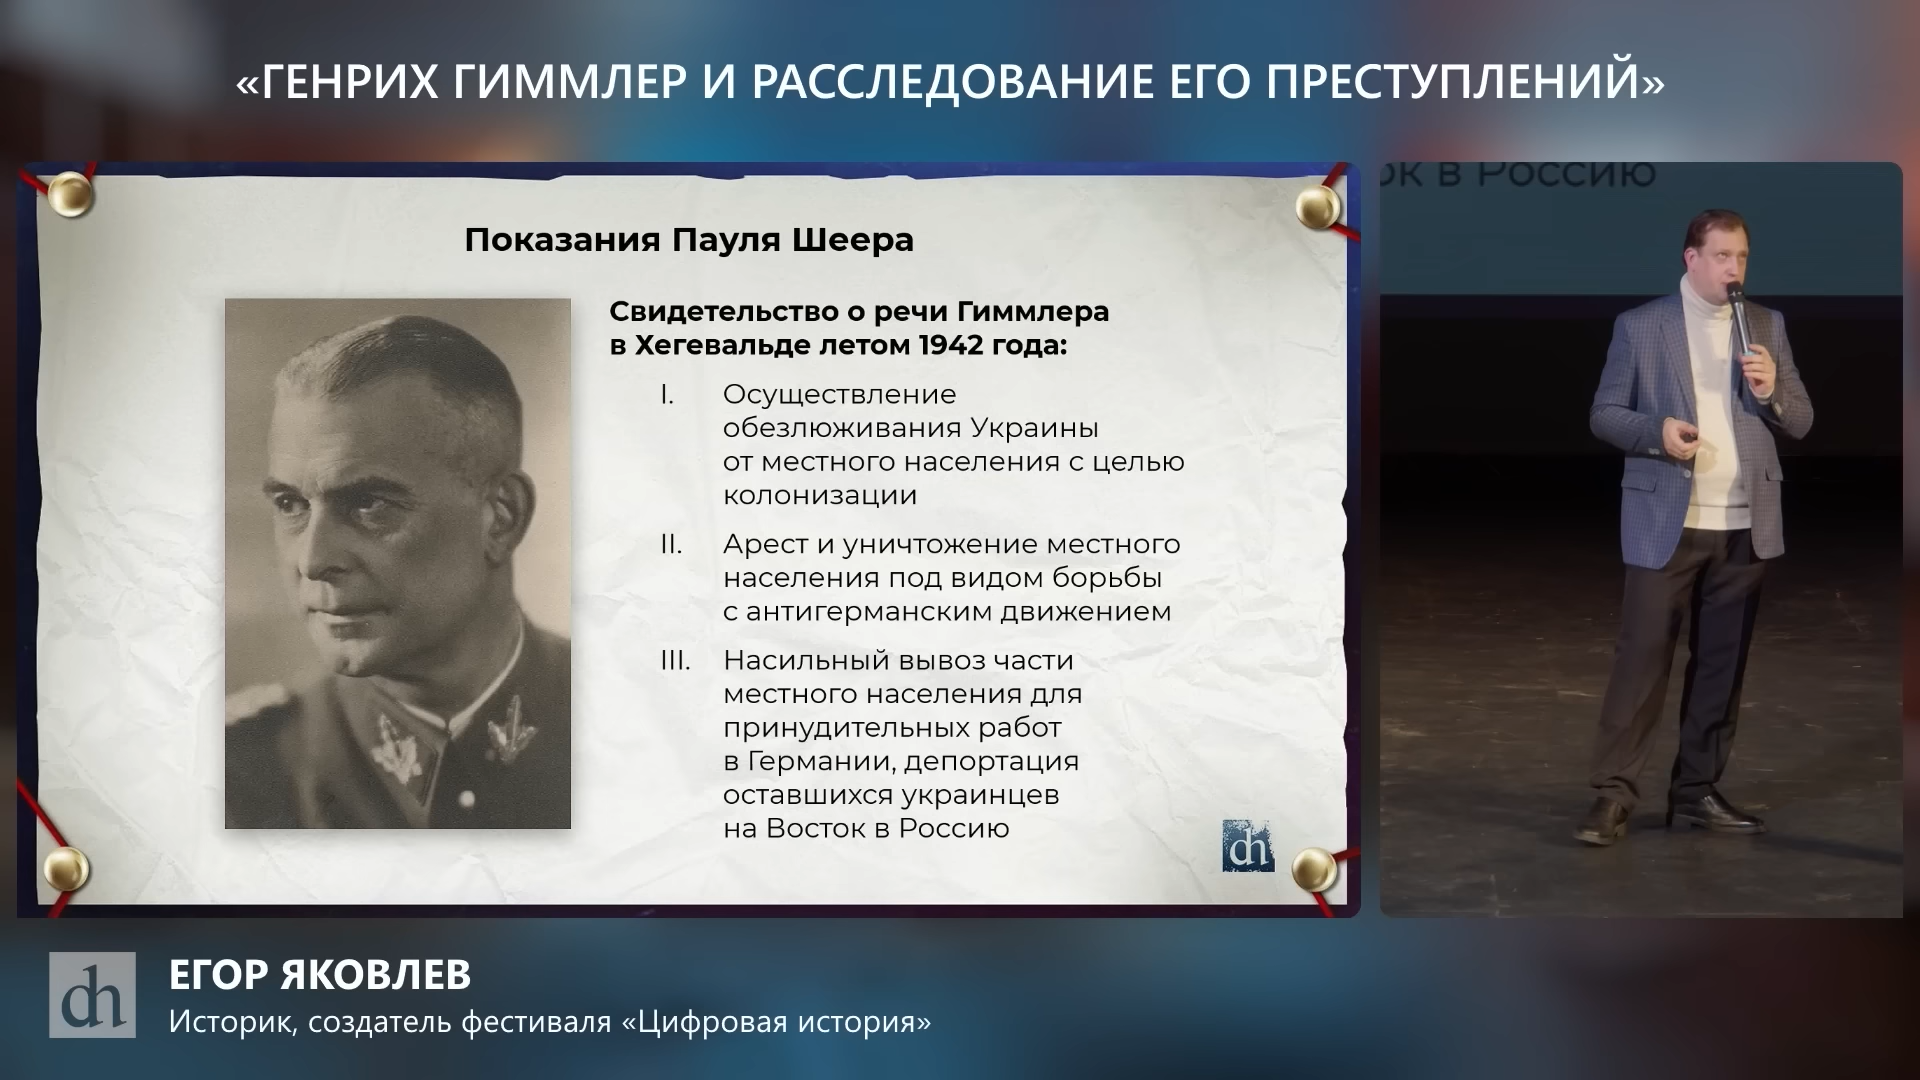 «ГЕНРИХ ГИММЛЕР И РАССЛЕДОВАНИЕ ЕГО ПРЕСТУПЛЕНИЙ»
Показания Пауля Шеера
Свидетельство о речи Гиммлера
в Хегевальде летом 1942 года:
I. Осуществление
обезлюживания Украины
от местного населения с целью
колонизации
II. Арест и уничтожение местного
населения под видом борьбы
с антигерманским движением
III. Насильный вывоз части
местного населения для
принудительных работ
в Германии, депортация
оставшихся украинцев
на Восток в Россию
dh
ок в Россию
dh
ЕГОР ЯКОВЛЕВ
Историк, создатель фестиваля «Цифровая история»